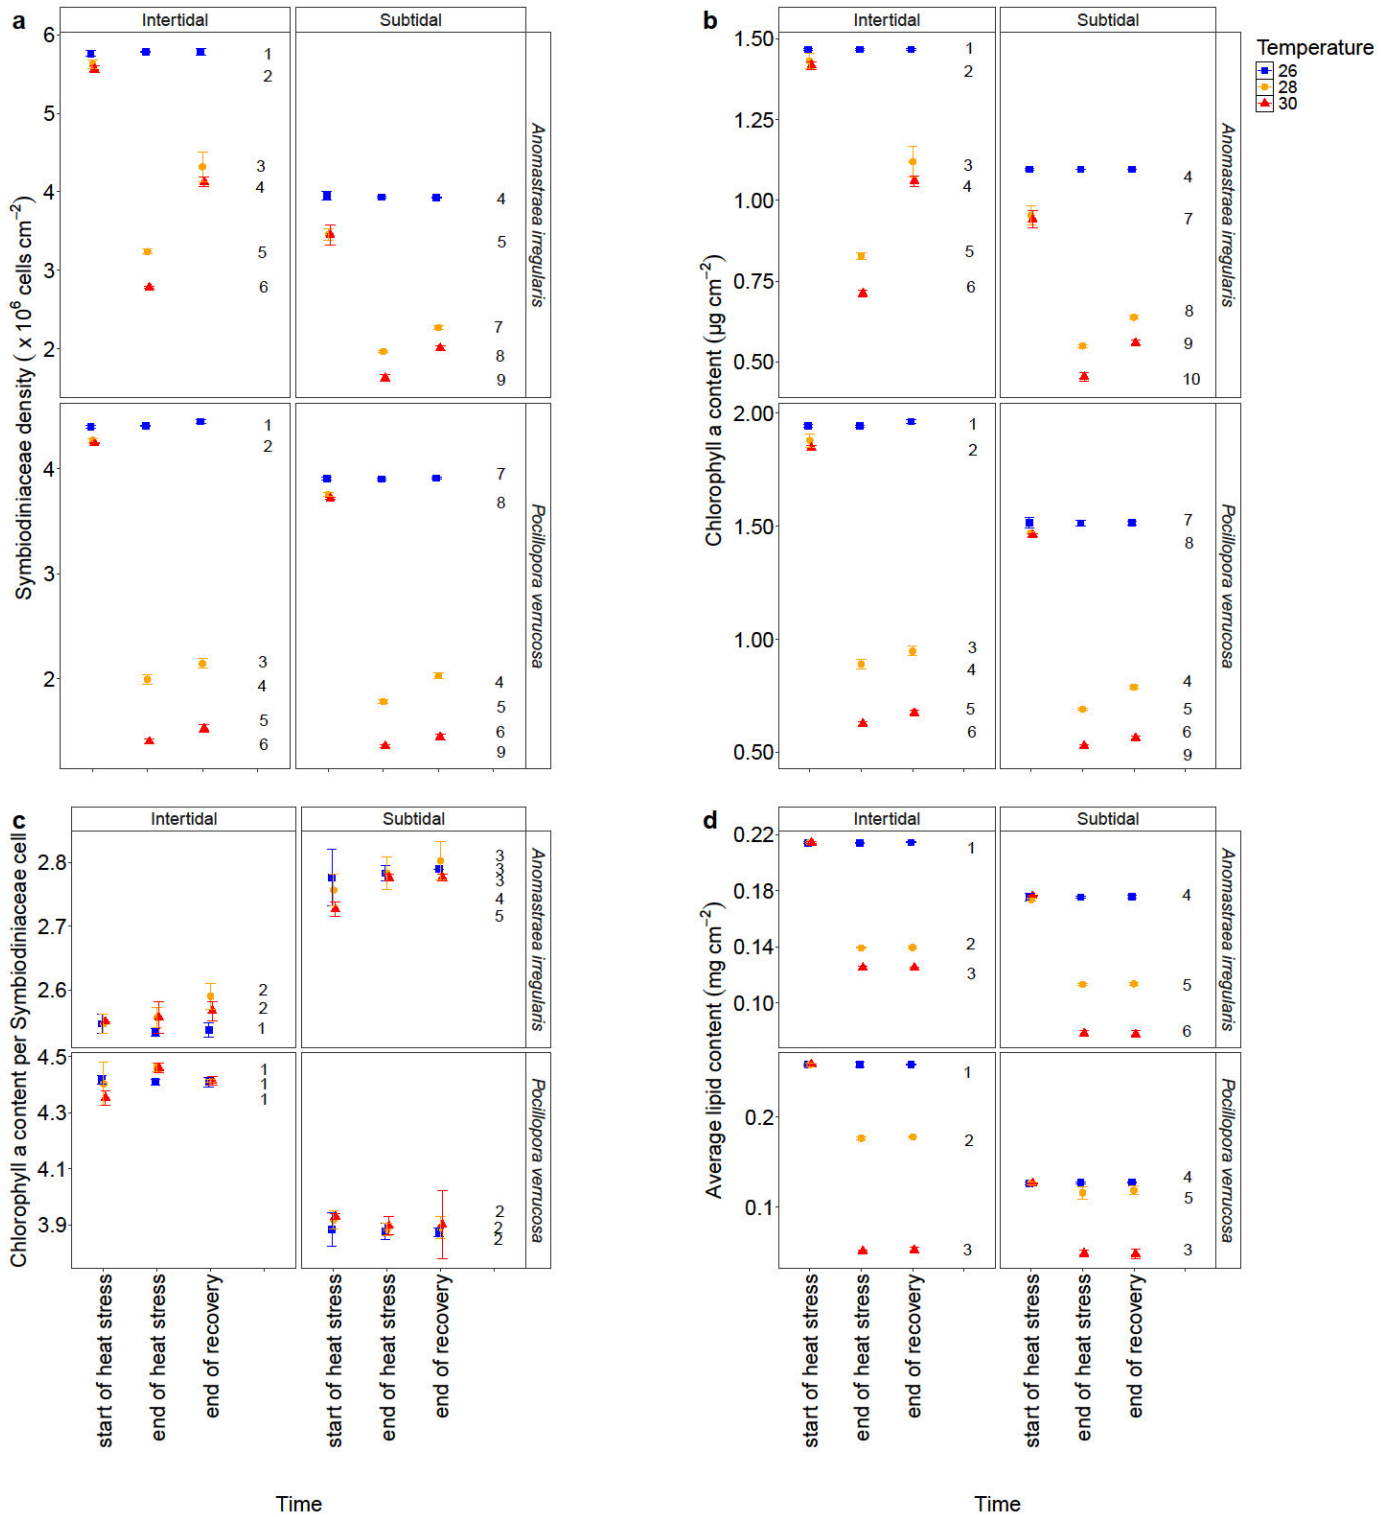 a
Intertidal
Subtidal
Symbiodiniaceae density ( x 10⁶ cells cm⁻²)
6
5
4
3
2
1
2
3
4
5
6
4
5
7
8
9
Anomastraea irregularis
4
3
2
1
2
3
4
5
6
7
8
4
5
6
9
Pocillopora verrucosa
b
Intertidal
Subtidal
Chlorophyll a content (µg cm⁻²)
1.50
1.25
1.00
0.75
0.50
1
2
3
4
5
6
4
7
8
9
10
Anomastraea irregularis
2.00
1.50
1.00
0.50
1
2
3
4
5
6
7
8
4
5
6
9
Pocillopora verrucosa
Temperature
26
28
30
c
Intertidal
Subtidal
Chlorophyll a content per Symbiodiniaceae cell
2.8
2.7
2.6
2
2
1
3
3
3
4
5
Anomastraea irregularis
4.5
4.3
4.1
3.9
1
1
1
2
2
2
Pocillopora verrucosa
start of heat stress
end of heat stress
end of recovery
start of heat stress
end of heat stress
end of recovery
Time
d
Intertidal
Subtidal
Average lipid content (mg cm⁻²)
0.22
0.18
0.14
0.10
1
2
3
4
5
6
Anomastraea irregularis
0.2
0.1
1
2
3
4
5
3
Pocillopora verrucosa
start of heat stress
end of heat stress
end of recovery
start of heat stress
end of heat stress
end of recovery
Time